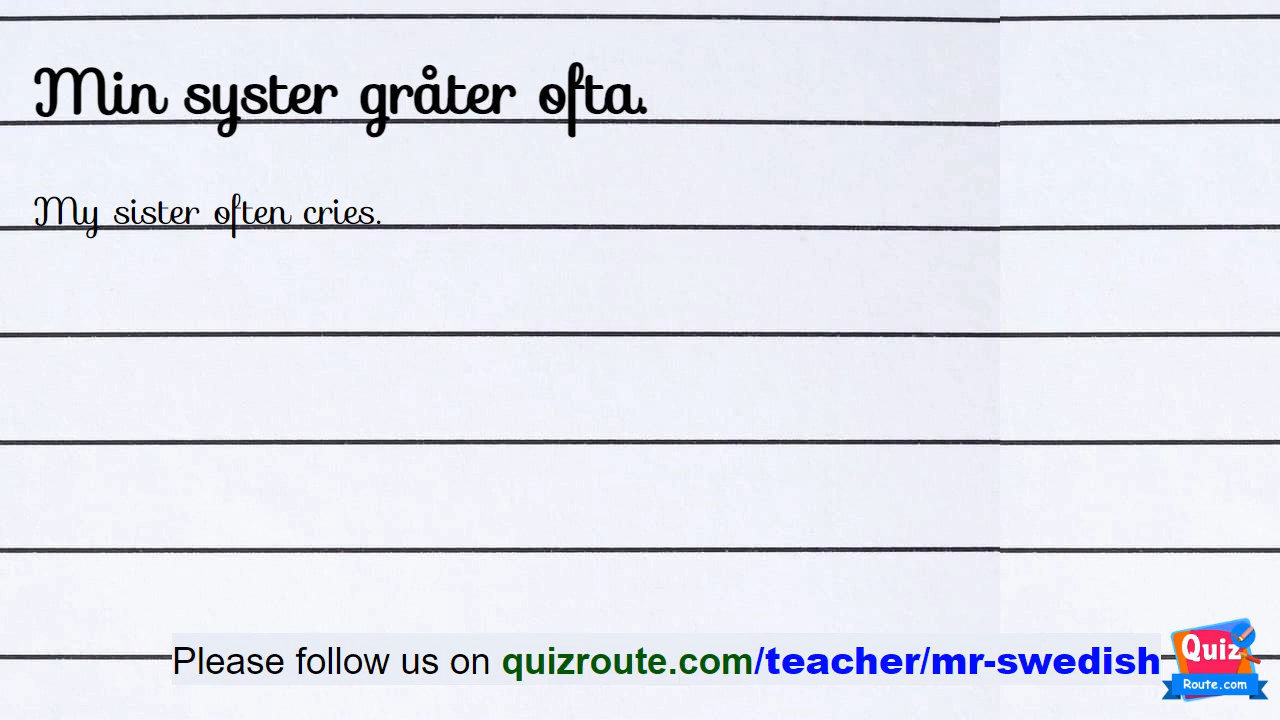 Min syster gråter ofta.
My sister often cries.
Please follow us on quizroute.com/teacher/mr-swedish
Quiz
Route.com